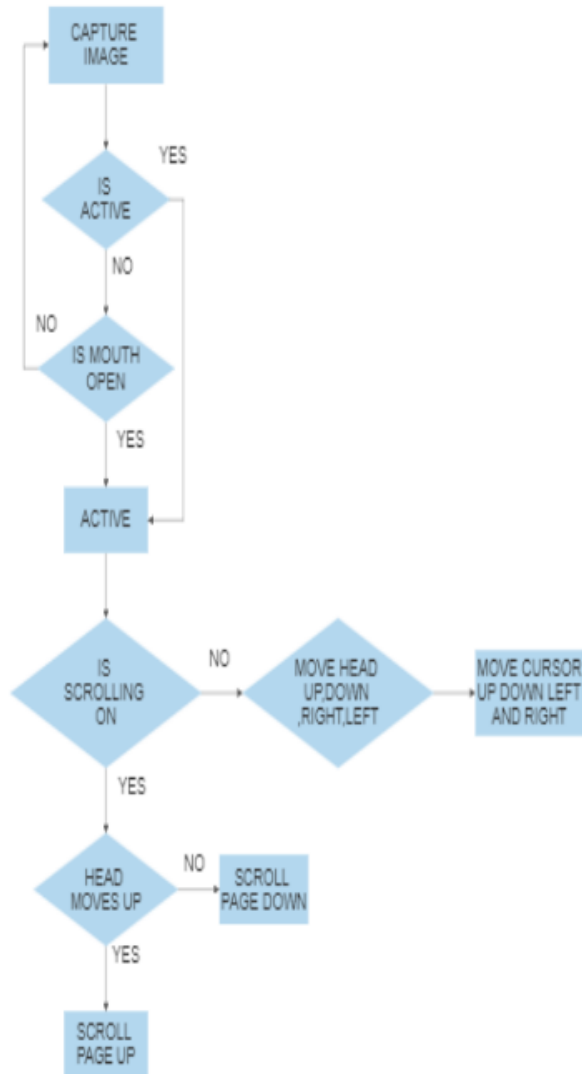 CAPTURE
IMAGE
YES
IS
ACTIVE
NO
NO
IS MOUTH
OPEN
YES
ACTIVE
IS
SCROLLING
ON
NO
MOVE HEAD
UP,DOWN
,RIGHT,LEFT
MOVE CURSOR
UP DOWN LEFT
AND RIGHT
YES
HEAD
MOVES UP
NO
SCROLL
PAGE DOWN
YES
SCROLL
PAGE UP